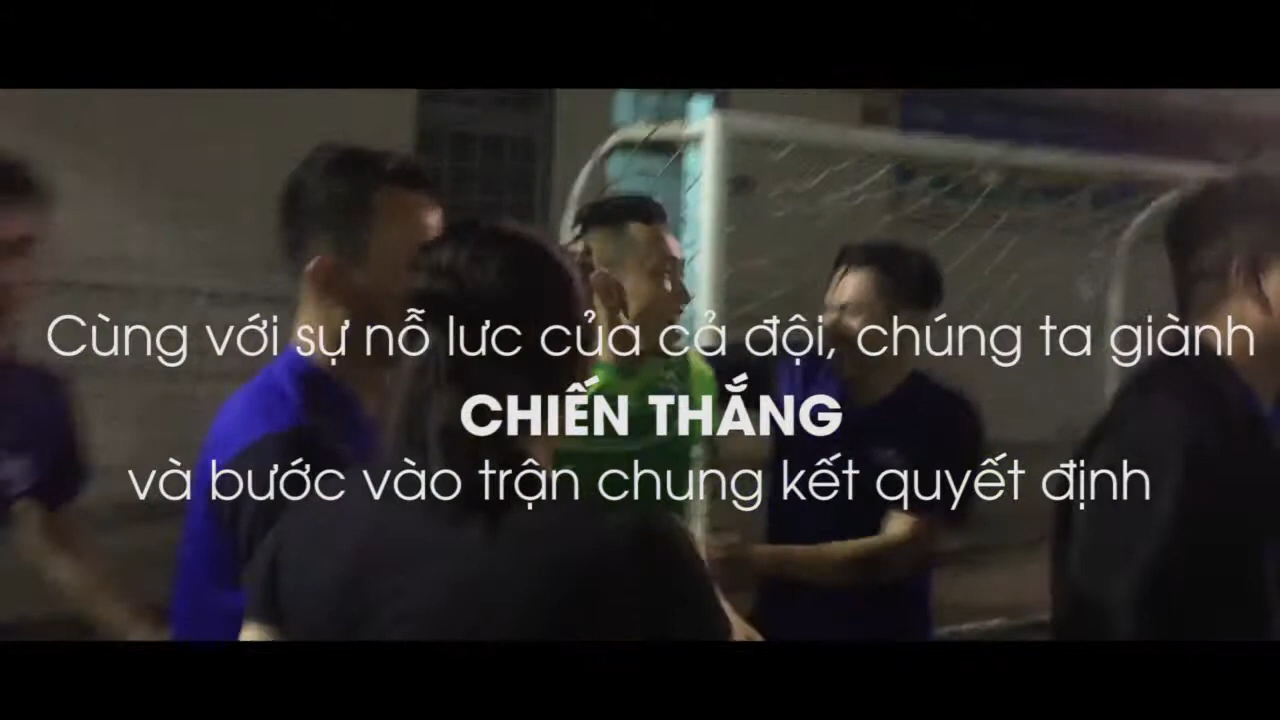 Cùng với sự nỗ lưc của cả đội, chúng ta giành
CHIẾN THẮNG
và bước vào trận chung kết quyết định